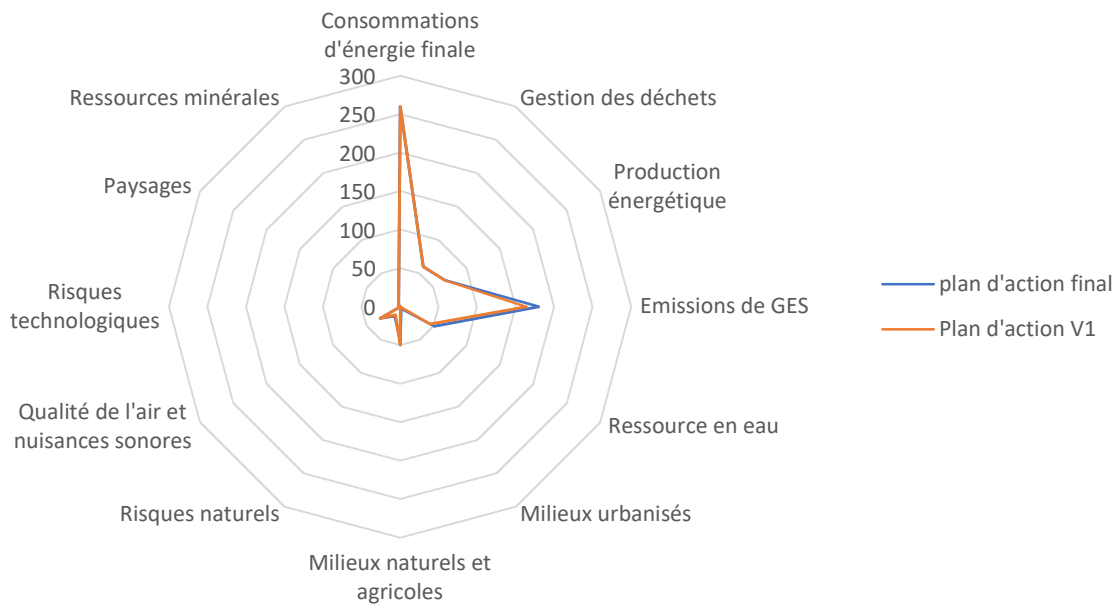 Consommations
d'énergie finale
Gestion des déchets
Production
énergétique
Emissions de GES
Ressource en eau
Milieux urbanisés
Milieux naturels et
agricoles
Risques naturels
Qualité de l'air et
nuisances sonores
Risques
technologiques
Paysages
Ressources minérales
300
250
200
150
100
50
0
plan d'action final
Plan d'action V1